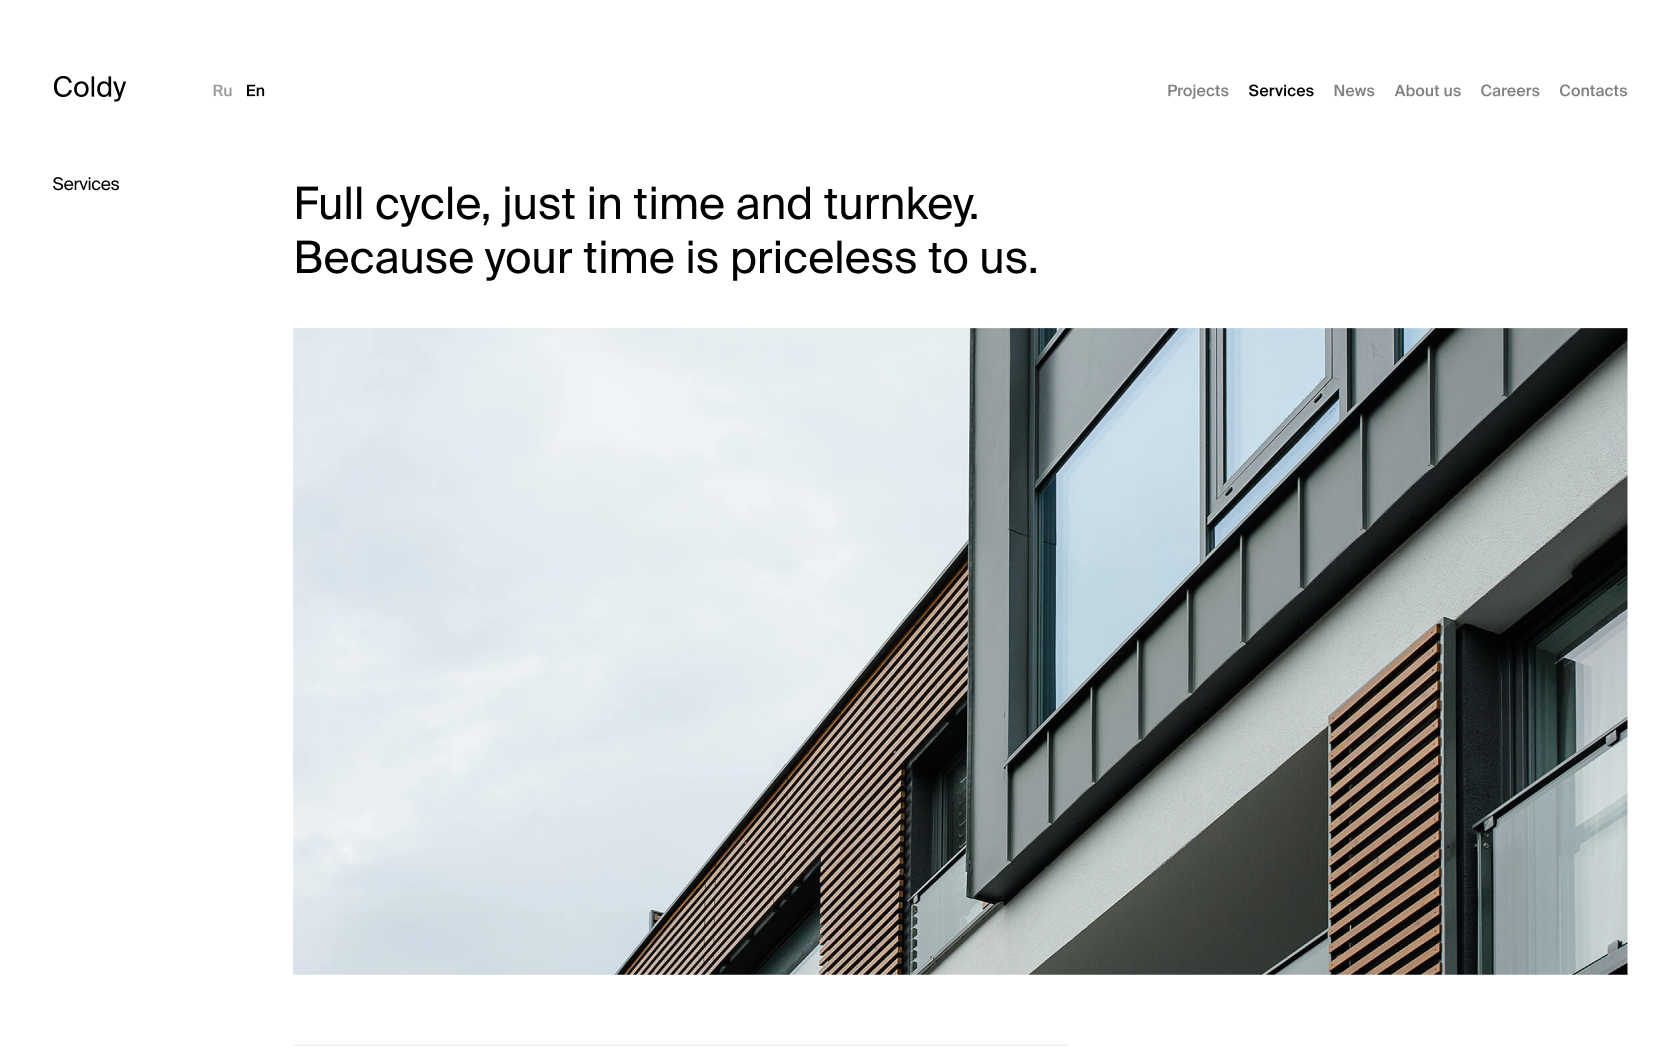 Coldy
Ru En
Projects Services News About us Careers Contacts
Services
Full cycle, just in time and turnkey.
Because your time is priceless to us.